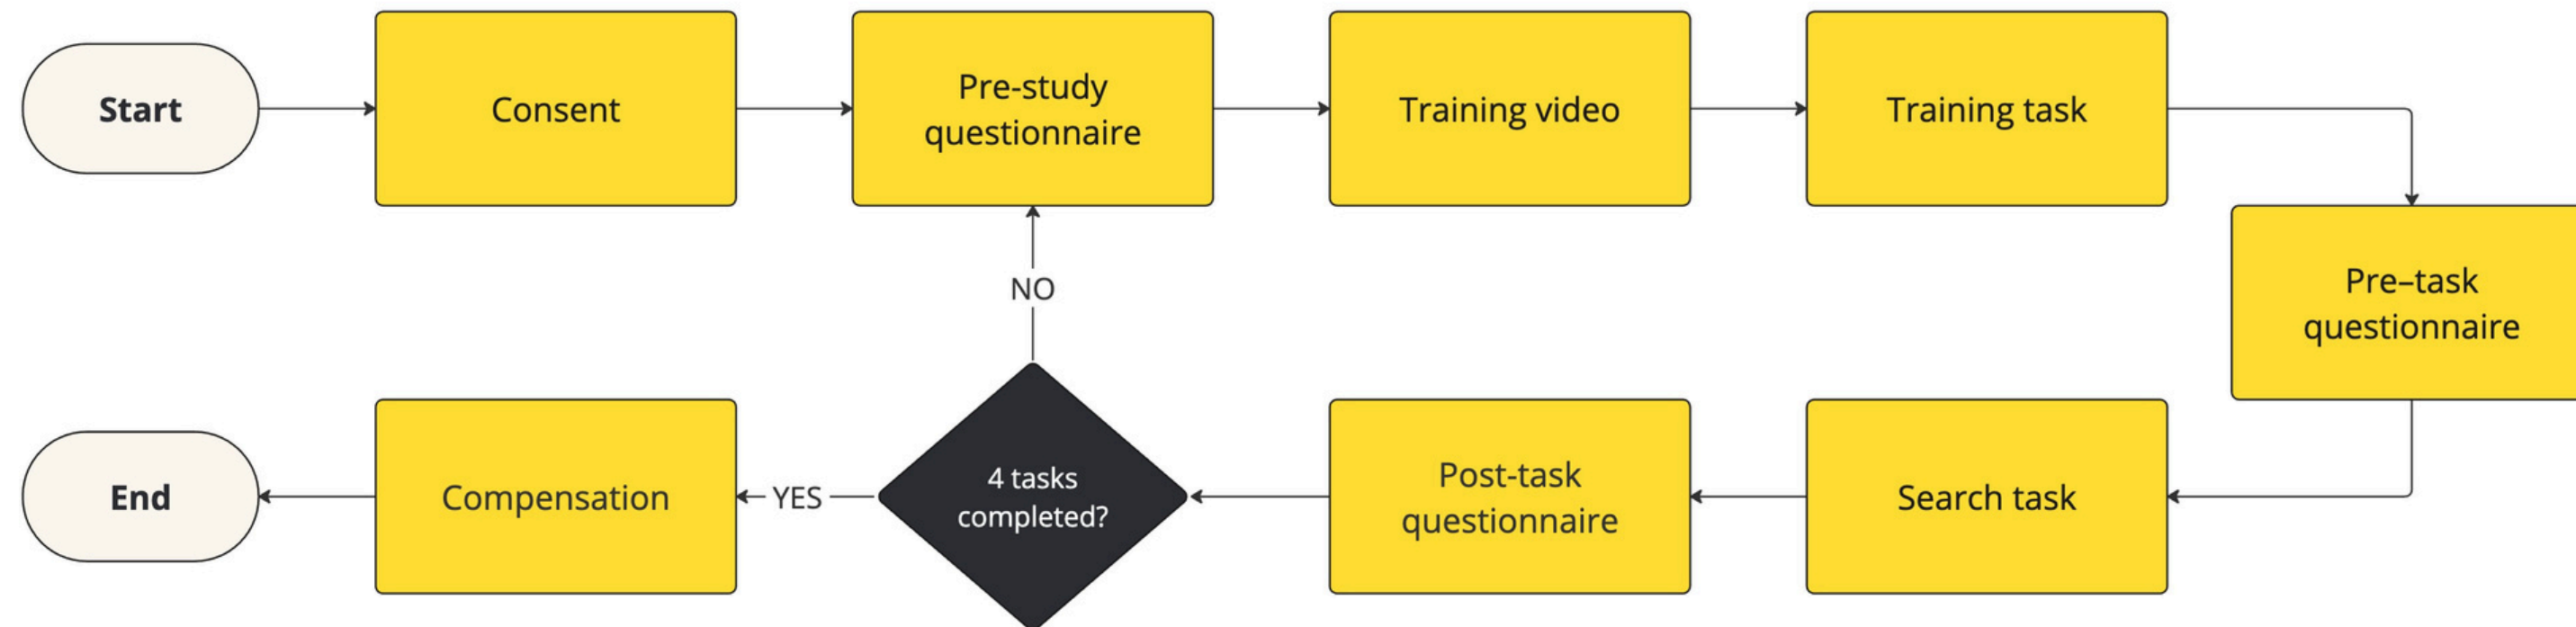 Start
Consent
Pre-study
questionnaire
Training video
Training task
Pre–task
questionnaire
NO
End
Compensation
YES
4 tasks
completed?
Post-task
questionnaire
Search task